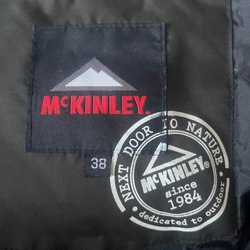 McKINLEY.
38
NEXT DOOR TO NATURE
McKINLEY®
since
1984
dedicated to outdoor